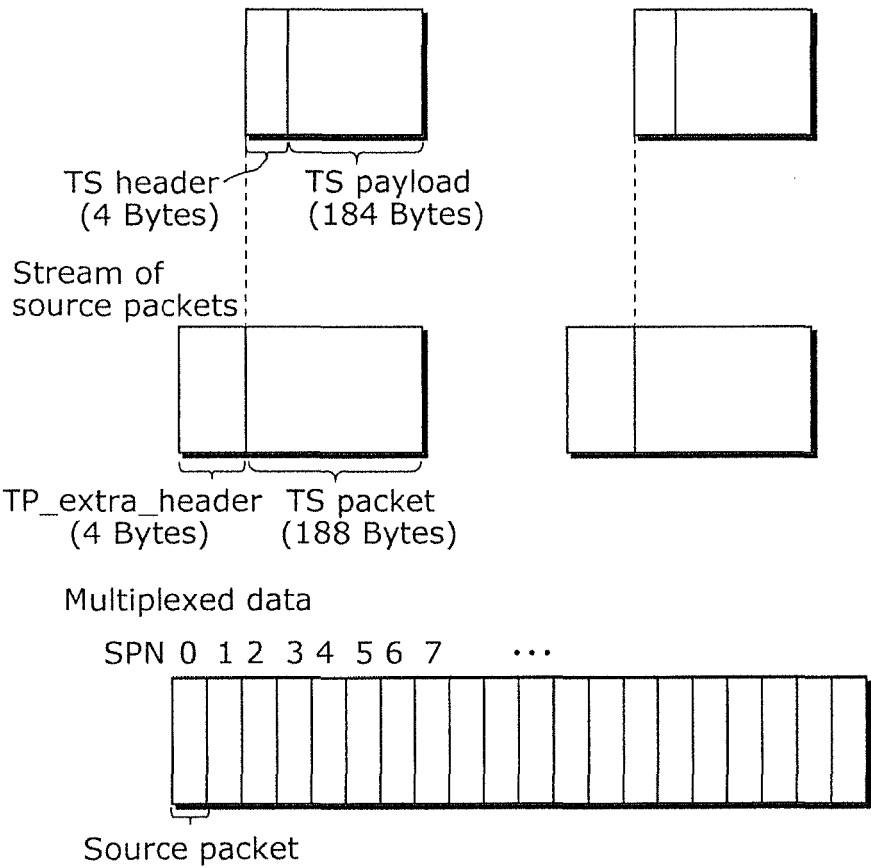 TS header TS payload
(4 Bytes) (184 Bytes)
Stream of
source packets
TP_extra_header TS packet
(4 Bytes) (188 Bytes)
Multiplexed data
SPN 0 1 2 3 4 5 6 7 ...
Source packet